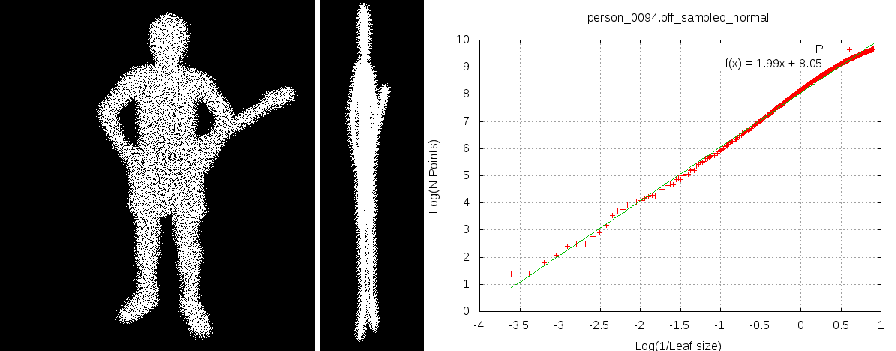 person_0094.off_sampled_normal
P
f(x) = 1.99x + 8.05
10
9
8
7
6
5
4
3
2
1
0
Log(N Points)
-4 -3.5 -3 -2.5 -2 -1.5 -1 -0.5 0 0.5 1
Log(1/Leaf size)